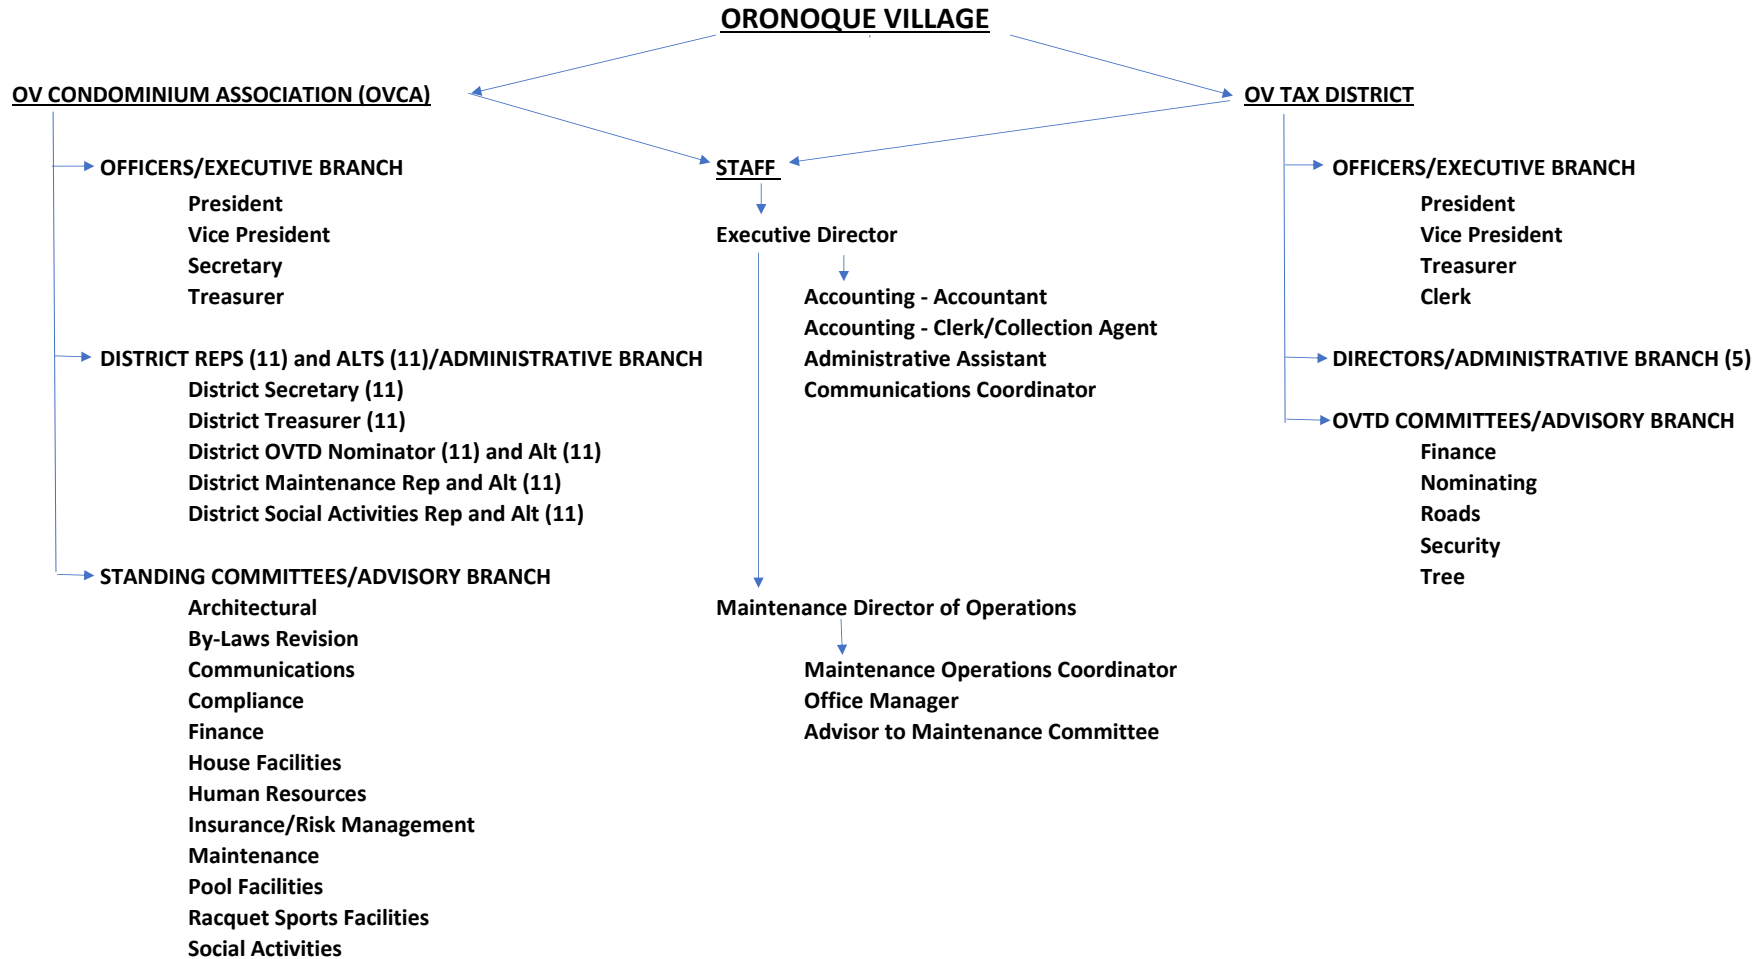 ORONOQUE VILLAGE
OV CONDOMINIUM ASSOCIATION (OVCA)
OFFICERS/EXECUTIVE BRANCH
President
Vice President
Secretary
Treasurer
DISTRICT REPS (11) and ALTS (11)/ADMINISTRATIVE BRANCH
District Secretary (11)
District Treasurer (11)
District OVTD Nominator (11) and Alt (11)
District Maintenance Rep and Alt (11)
District Social Activities Rep and Alt (11)
STANDING COMMITTEES/ADVISORY BRANCH
Architectural
By-Laws Revision
Communications
Compliance
Finance
House Facilities
Human Resources
Insurance/Risk Management
Maintenance
Pool Facilities
Racquet Sports Facilities
Social Activities
STAFF
Executive Director
Accounting - Accountant
Accounting - Clerk/Collection Agent
Administrative Assistant
Communications Coordinator
Maintenance Director of Operations
Maintenance Operations Coordinator
Office Manager
Advisor to Maintenance Committee
OV TAX DISTRICT
OFFICERS/EXECUTIVE BRANCH
President
Vice President
Treasurer
Clerk
DIRECTORS/ADMINISTRATIVE BRANCH (5)
OVTD COMMITTEES/ADVISORY BRANCH
Finance
Nominating
Roads
Security
Tree